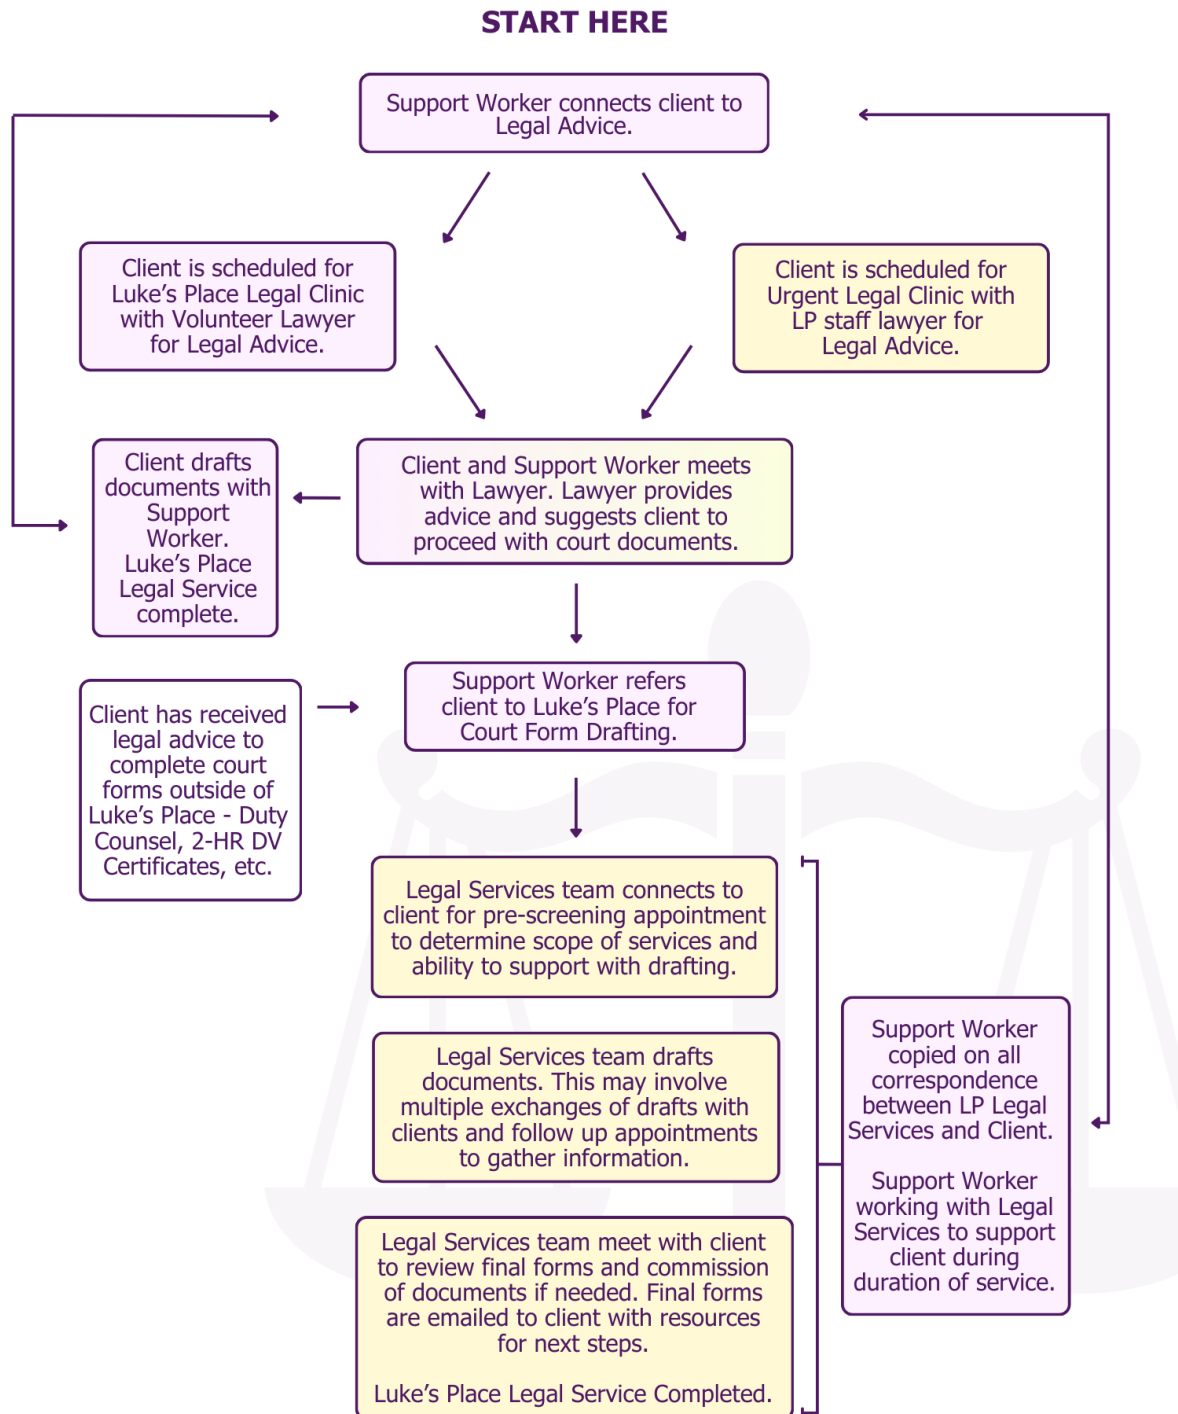 START HERE
Support Worker connects client to
Legal Advice.
Client is scheduled for
Luke’s Place Legal Clinic
with Volunteer Lawyer
for Legal Advice.
Client is scheduled for
Urgent Legal Clinic with
LP staff lawyer for
Legal Advice.
Client drafts
documents with
Support
Worker.
Luke’s Place
Legal Service
complete.
Client and Support Worker meets
with Lawyer. Lawyer provides
advice and suggests client to
proceed with court documents.
Support Worker refers
client to Luke’s Place for
Court Form Drafting.
Client has received
legal advice to
complete court
forms outside of
Luke’s Place - Duty
Counsel, 2-HR DV
Certificates, etc.
Legal Services team connects to
client for pre-screening appointment
to determine scope of services and
ability to support with drafting.
Legal Services team drafts
documents. This may involve
multiple exchanges of drafts with
clients and follow up appointments
to gather information.
Support Worker
copied on all
correspondence
between LP Legal
Services and Client.
Support Worker
working with Legal
Services to support
client during
duration of service.
Legal Services team meet with client
to review final forms and commission
of documents if needed. Final forms
are emailed to client with resources
for next steps.
Luke’s Place Legal Service Completed.